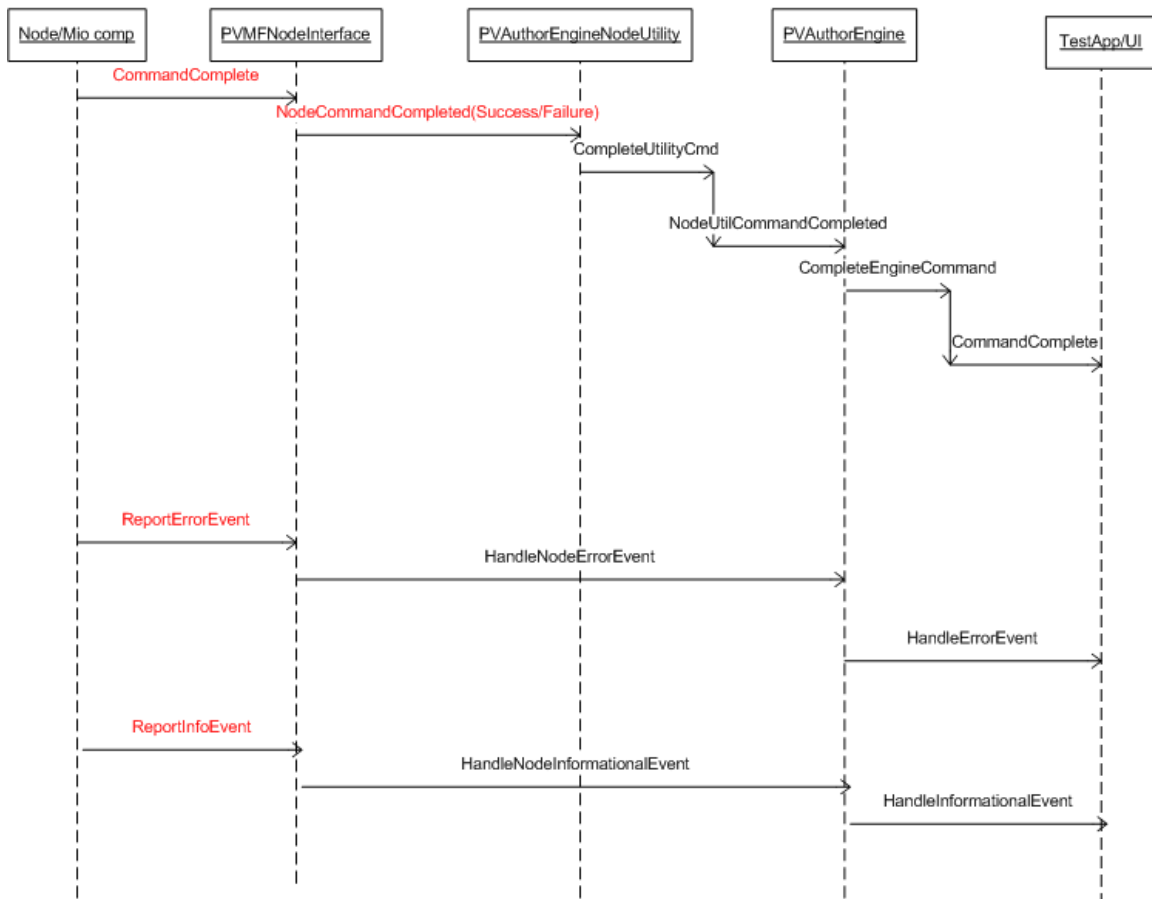 Node/Mio comp
PVMFNodeInterface
PVAuthorEngineNodeUtility
PVAuthorEngine
TestApp/UI
CommandComplete
NodeCommandCompleted(Success/Failure)
CompleteUtilityCmd
NodeUtilCommandCompleted
CompleteEngineCommand
CommandComplete
ReportErrorEvent
HandleNodeErrorEvent
HandleErrorEvent
ReportInfoEvent
HandleNodeInformationalEvent
HandleInformationalEvent